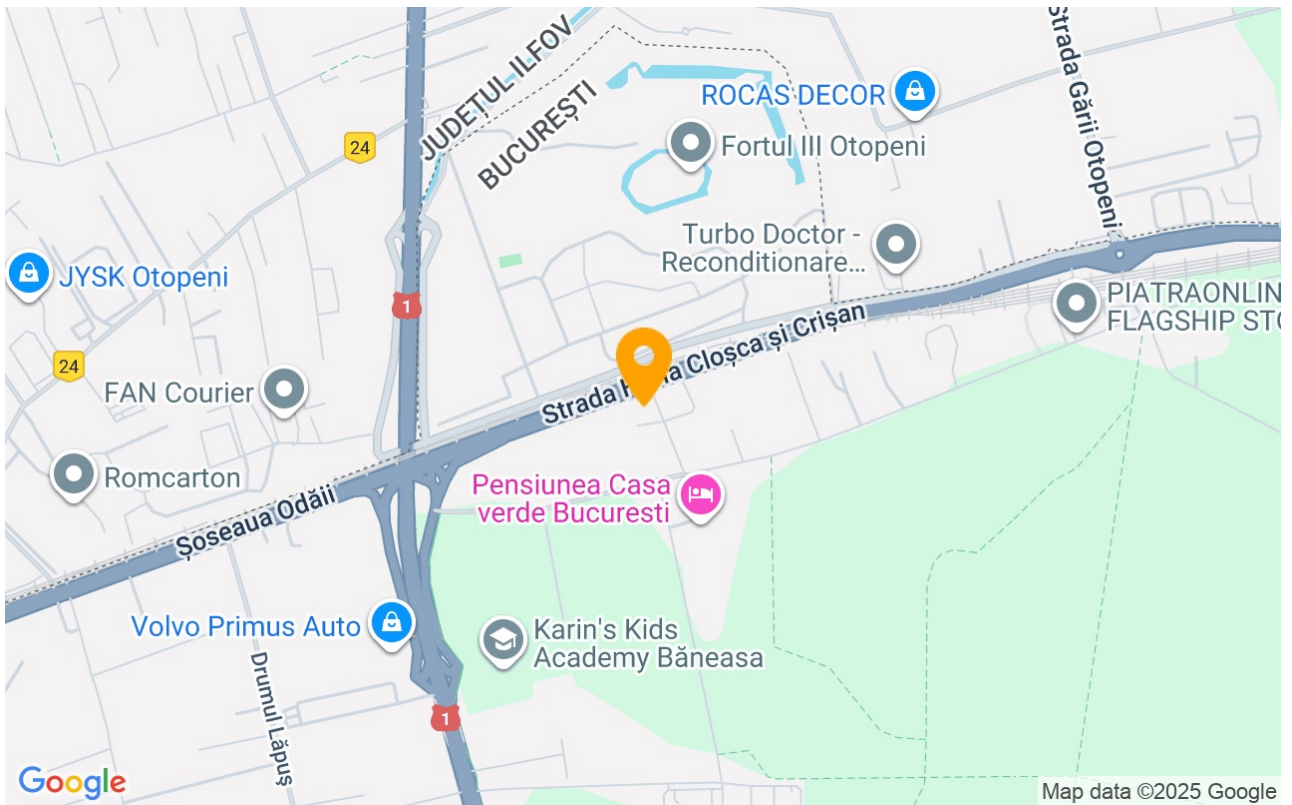 JUDEȚUL ILFOV
BUCUREȘTI
24
ROCAS DECOR
Fortul III Otopeni
Strada Gării Otopeni
Turbo Doctor -
Reconditionare...
JYSK Otopeni
1
PIATRAONLIN
FLAGSHIP STO
24
FAN Courier
Strada
Cloșca și Crișan
Romcarton
Pensiunea Casa
verde Bucuresti
Șoseaua Odăii
Volvo Primus Auto
Karin's Kids
Academy Băneasa
Drumul Lăpuș
1
Google
Map data ©2025 Google